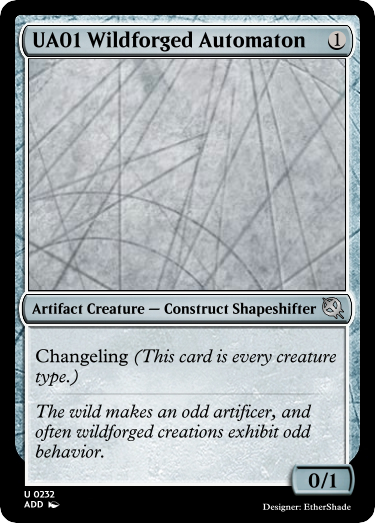 UA01 Wildforged Automaton 1
Artifact Creature — Construct Shapeshifter
Changeling (This card is every creature
type.)
The wild makes an odd artificer, and
often wildforged creations exhibit odd
behavior.
0/1
U 0232
ADD
Designer: EtherShade